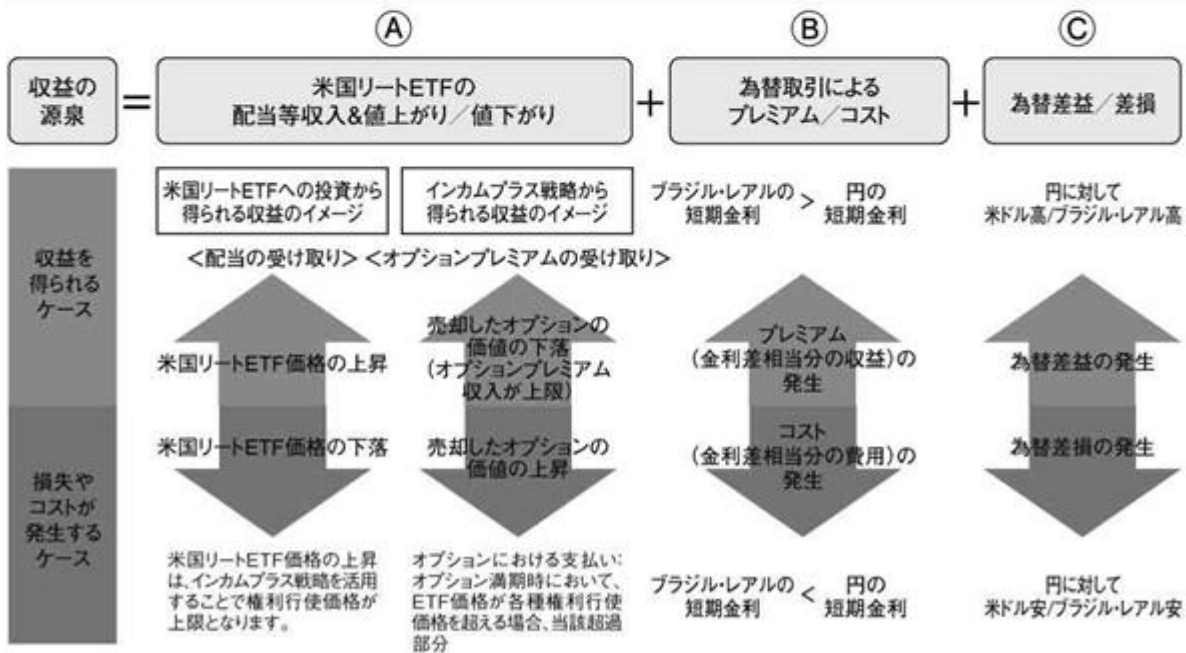 Ⓐ
Ⓑ
Ⓒ
収益の
源泉
=
米国リートETFの
配当等収入&値上がり／値下がり
+
為替取引による
プレミアム／コスト
+
為替差益／差損
収益を
得られる
ケース
米国リートETFへの投資から
得られる収益のイメージ
＜配当の受け取り＞
米国リートETF価格の上昇
インカムプラス戦略から
得られる収益のイメージ
＜オプションプレミアムの受け取り＞
売却したオプションの
価値の下落
(オプションプレミアム
収入が上限)
ブラジル・レアルの
短期金利
>
円の
短期金利
プレミアム
(金利差相当分の収益)の
発生
円に対して
米ドル高/ブラジル・レアル高
為替差益の発生
損失や
コストが
発生する
ケース
米国リートETF価格の下落
米国リートETF価格の上昇
は、インカムプラス戦略を活用
することで権利行使価格が
上限となります。
売却したオプションの
価値の上昇
オプションにおける支払い:
オプション満期時において、
ETF価格が各種権利行使
価格を超える場合、当該超過
部分
コスト
(金利差相当分の費用)の
発生
ブラジル・レアルの
短期金利
<
円の
短期金利
為替差損の発生
円に対して
米ドル安/ブラジル・レアル安